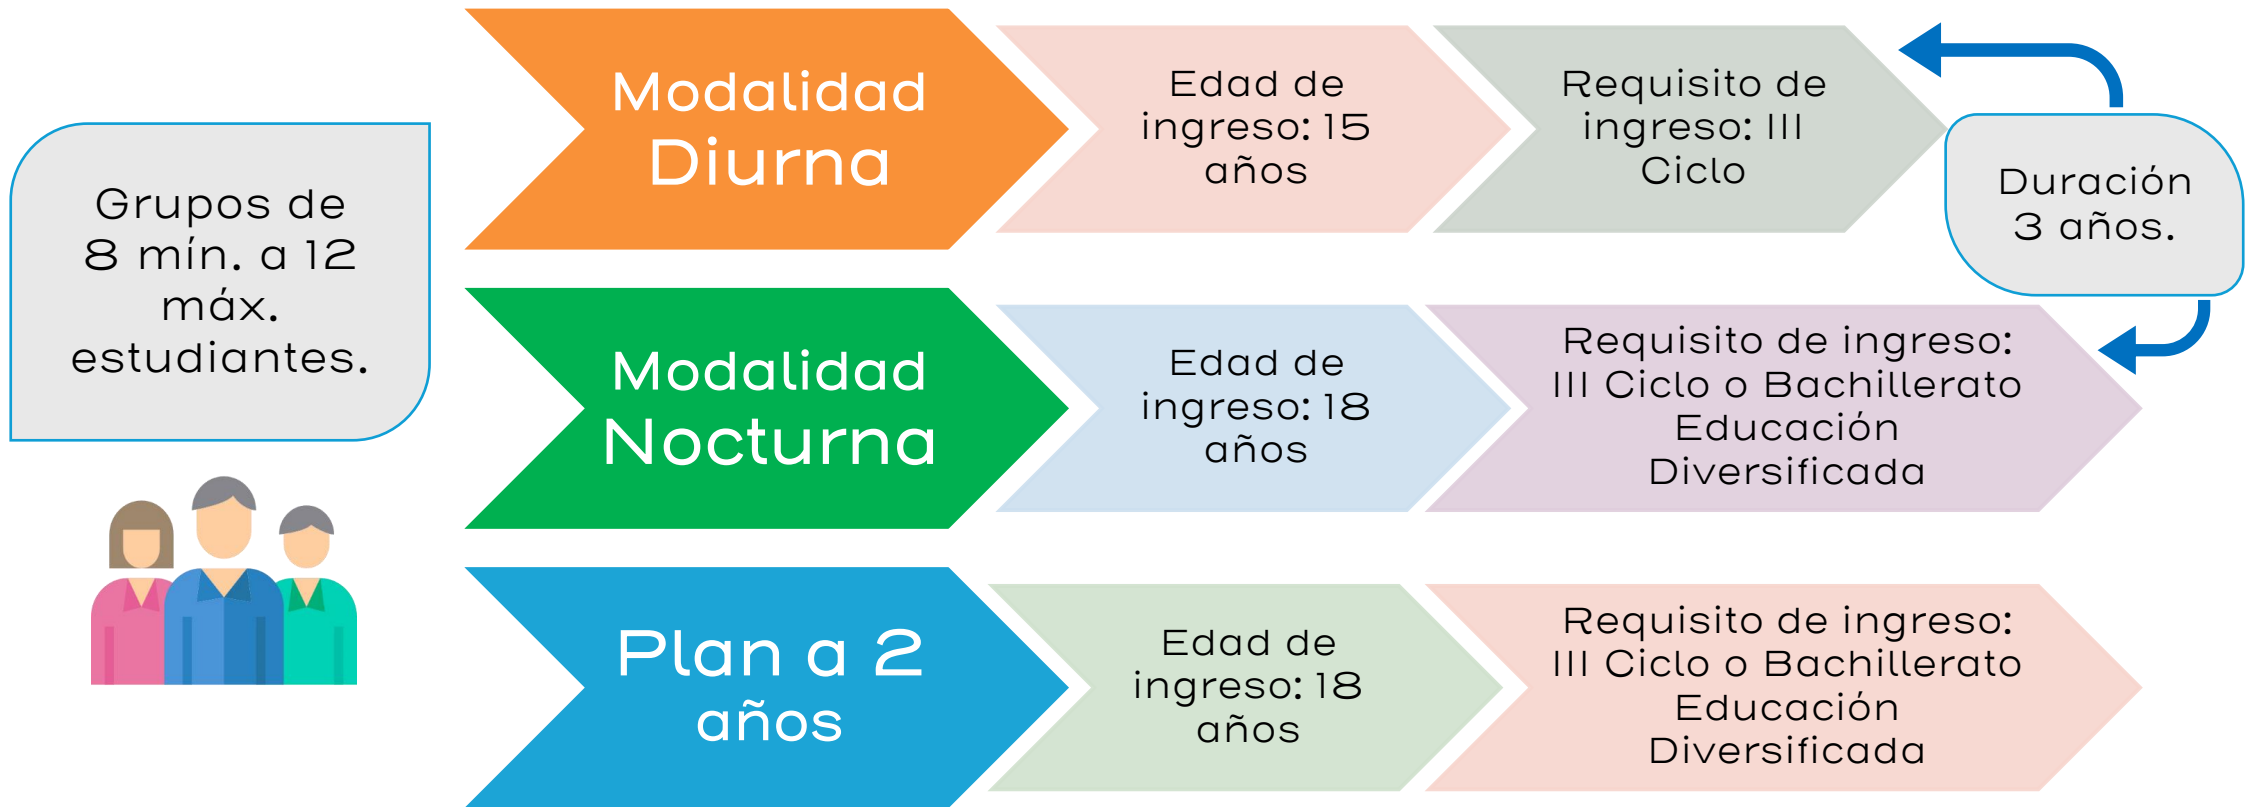 Grupos de
8 mín. a 12
máx.
estudiantes.
Modalidad
Diurna
Edad de
ingreso: 15
años
Requisito de
ingreso: III
Ciclo
Duración
3 años.
Modalidad
Nocturna
Edad de
ingreso: 18
años
Requisito de ingreso:
III Ciclo o Bachillerato
Educación
Diversificada
Plan a 2
años
Edad de
ingreso: 18
años
Requisito de ingreso:
III Ciclo o Bachillerato
Educación
Diversificada